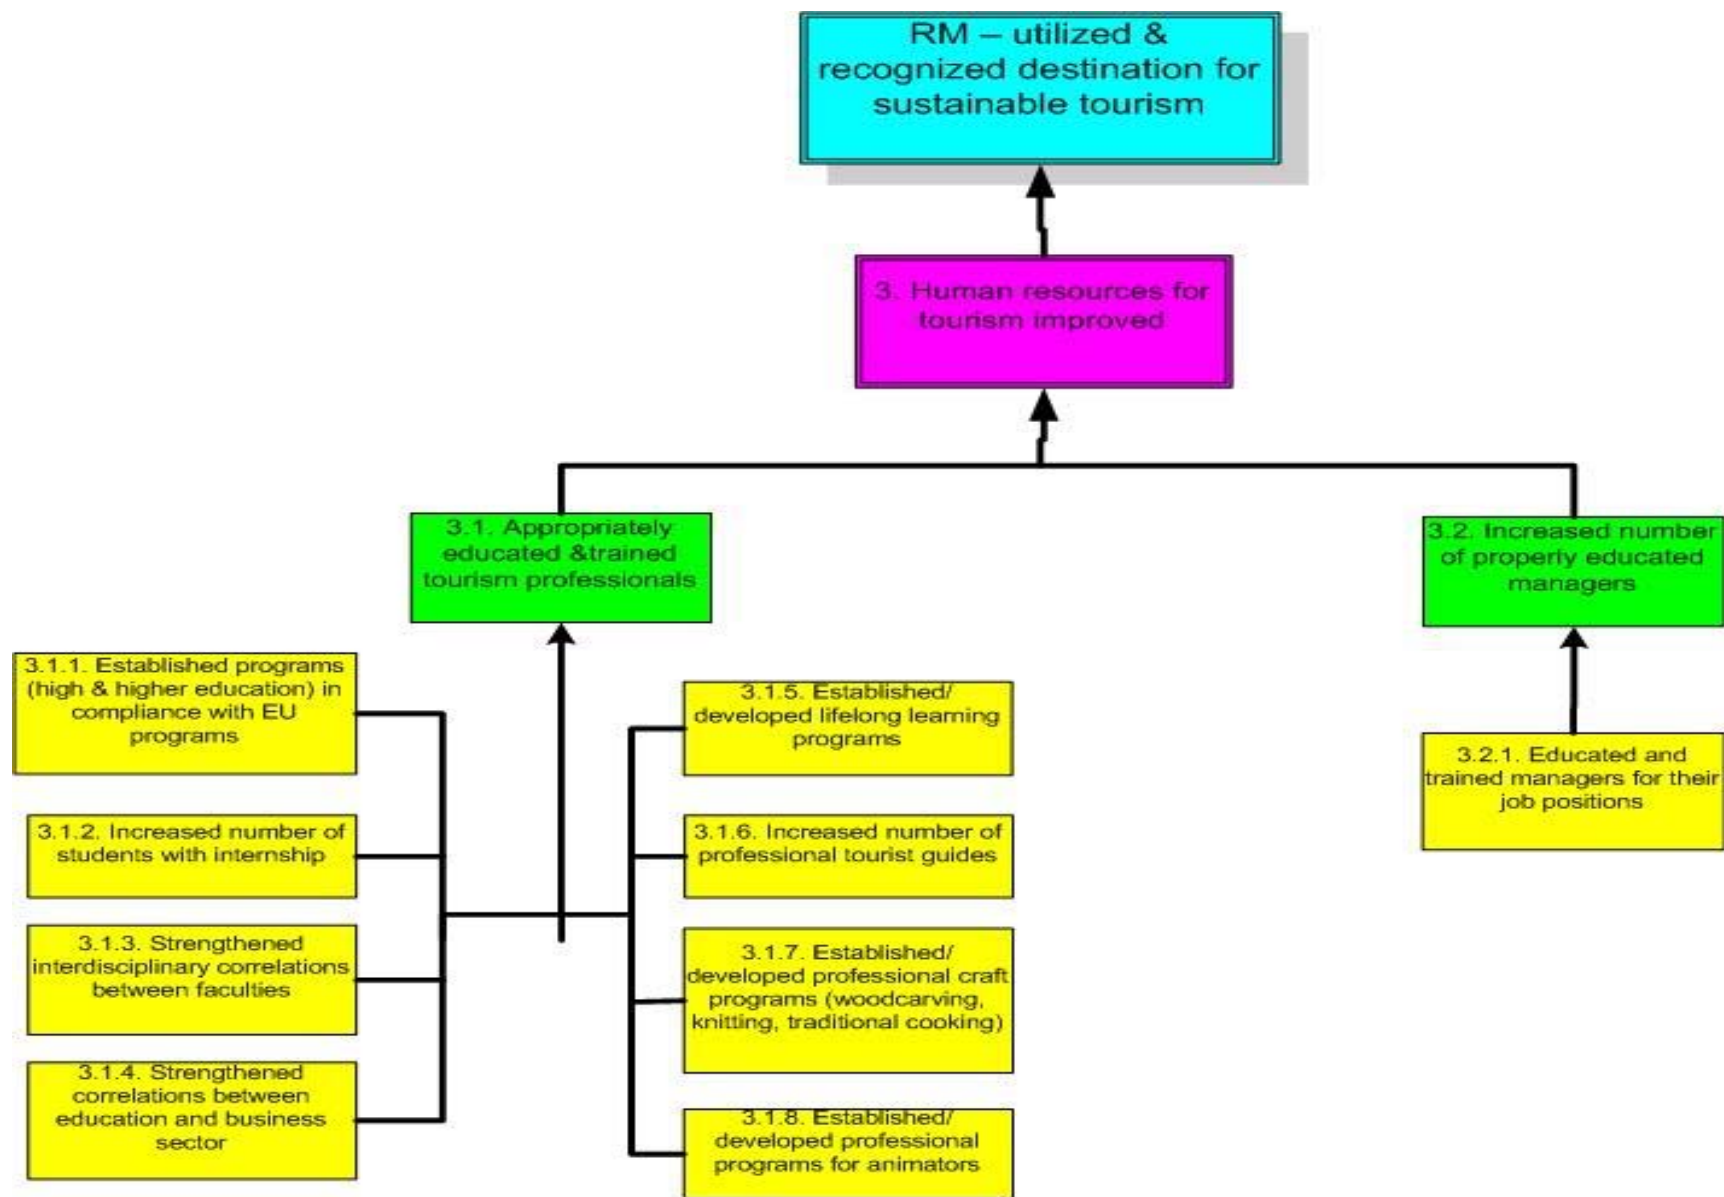 RM – utilized &
recognized destination for
sustainable tourism
3. Human resources for
tourism improved
3.1. Appropriately
educated &trained
tourism professionals
3.2. Increased number
of properly educated
managers
3.1.1. Established programs
(high & higher education) in
compliance with EU
programs
3.1.2. Increased number of
students with internship
3.1.3. Strengthened
interdisciplinary correlations
between faculties
3.1.4. Strengthened
correlations between
education and business
sector
3.1.5. Established/
developed lifelong learning
programs
3.1.6. Increased number of
professional tourist guides
3.1.7. Established/
developed professional craft
programs (woodcarving,
knitting, traditional cooking)
3.1.8. Established/
developed professional
programs for animators
3.2.1. Educated and
trained managers for their
job positions